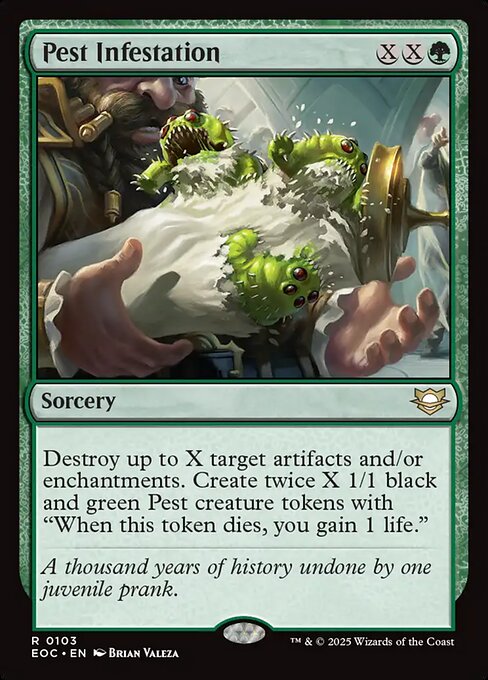 Pest Infestation XX
Sorcery
Destroy up to X target artifacts and/or
enchantments. Create twice X 1/1 black
and green Pest creature tokens with
“When this token dies, you gain 1 life.”
A thousand years of history undone by one
juvenile prank.
R 0103
EOC • EN BRIAN VALEZA
™ & © 2025 Wizards of the Coast